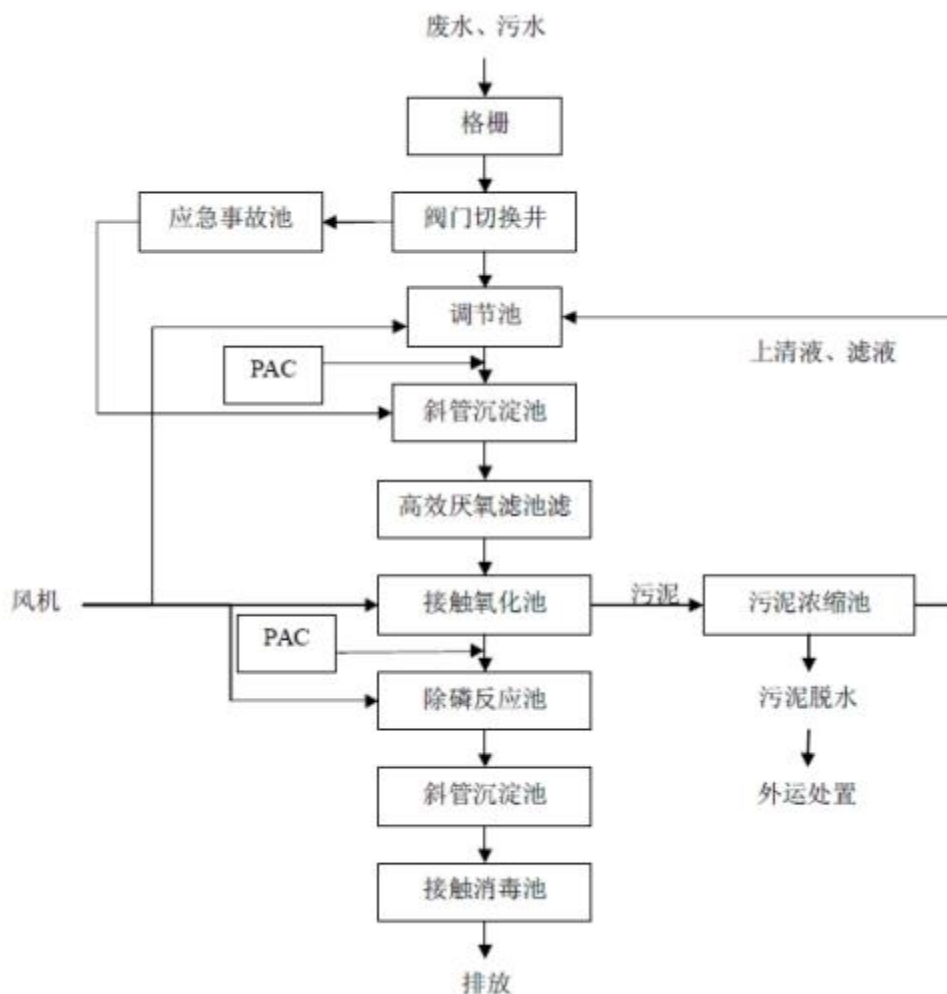 废水、污水
格栅
应急事故池
阀门切换井
调节池
上清液、滤液
PAC
斜管沉淀池
高效厌氧滤池滤
风机
接触氧化池
污泥
污泥浓缩池
PAC
除磷反应池
污泥脱水
斜管沉淀池
外运处置
接触消毒池
排放